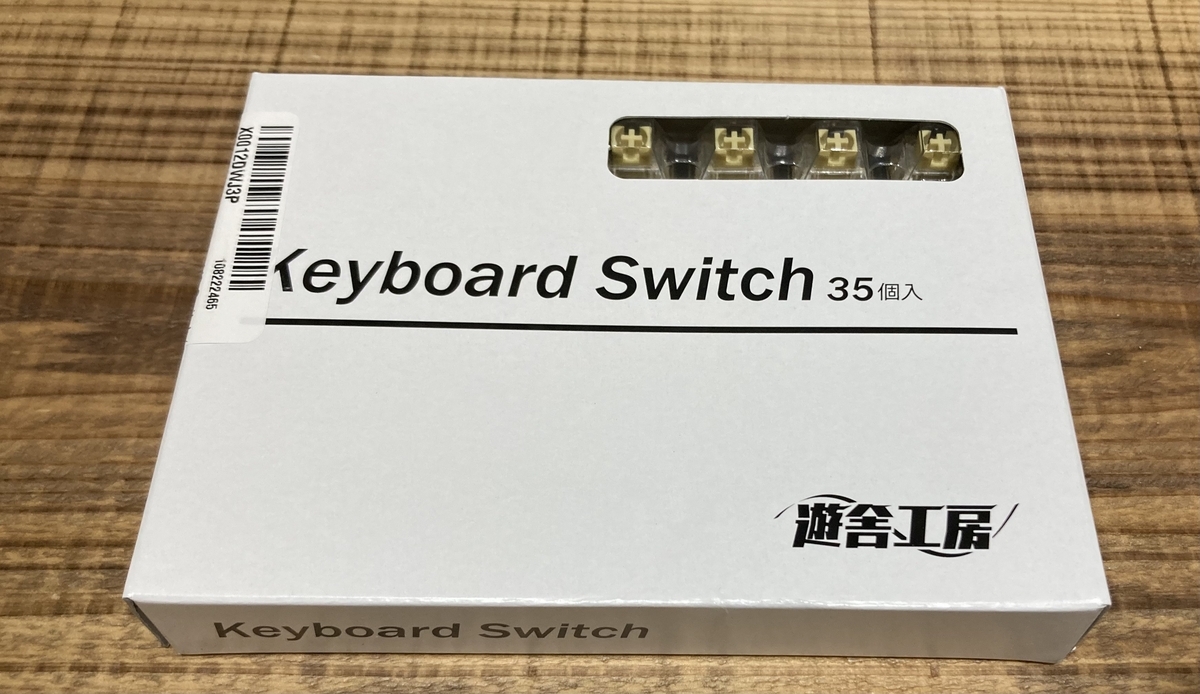 X0012DWJ3P
108222465
Keyboard Switch 35個入
遊舎工房
Keyboard Switch